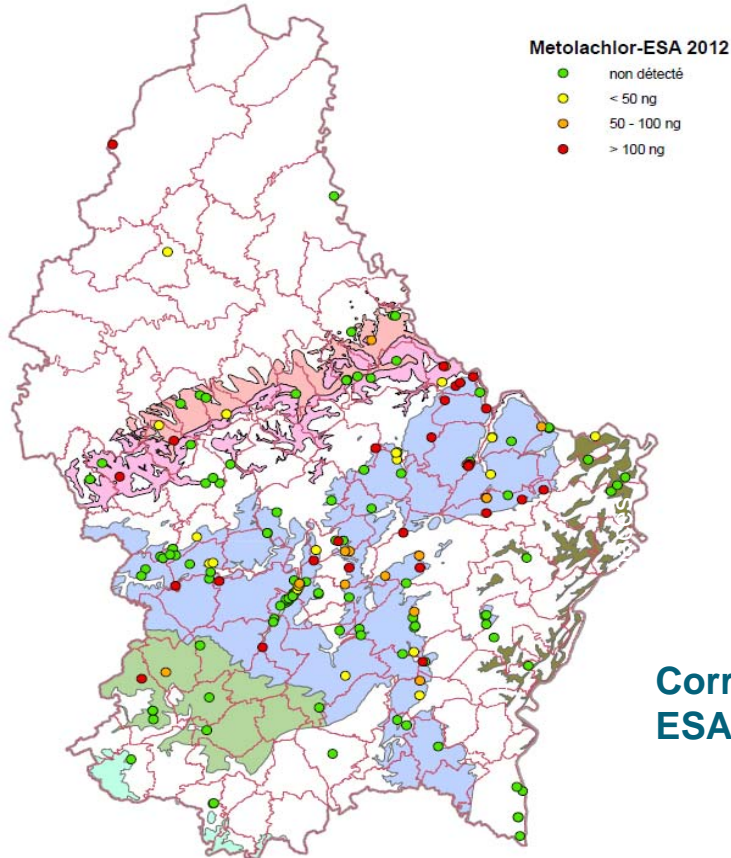 Metolachlor-ESA 2012
non détecté
< 50 ng
50 - 100 ng
> 100 ng
Corr
ESA